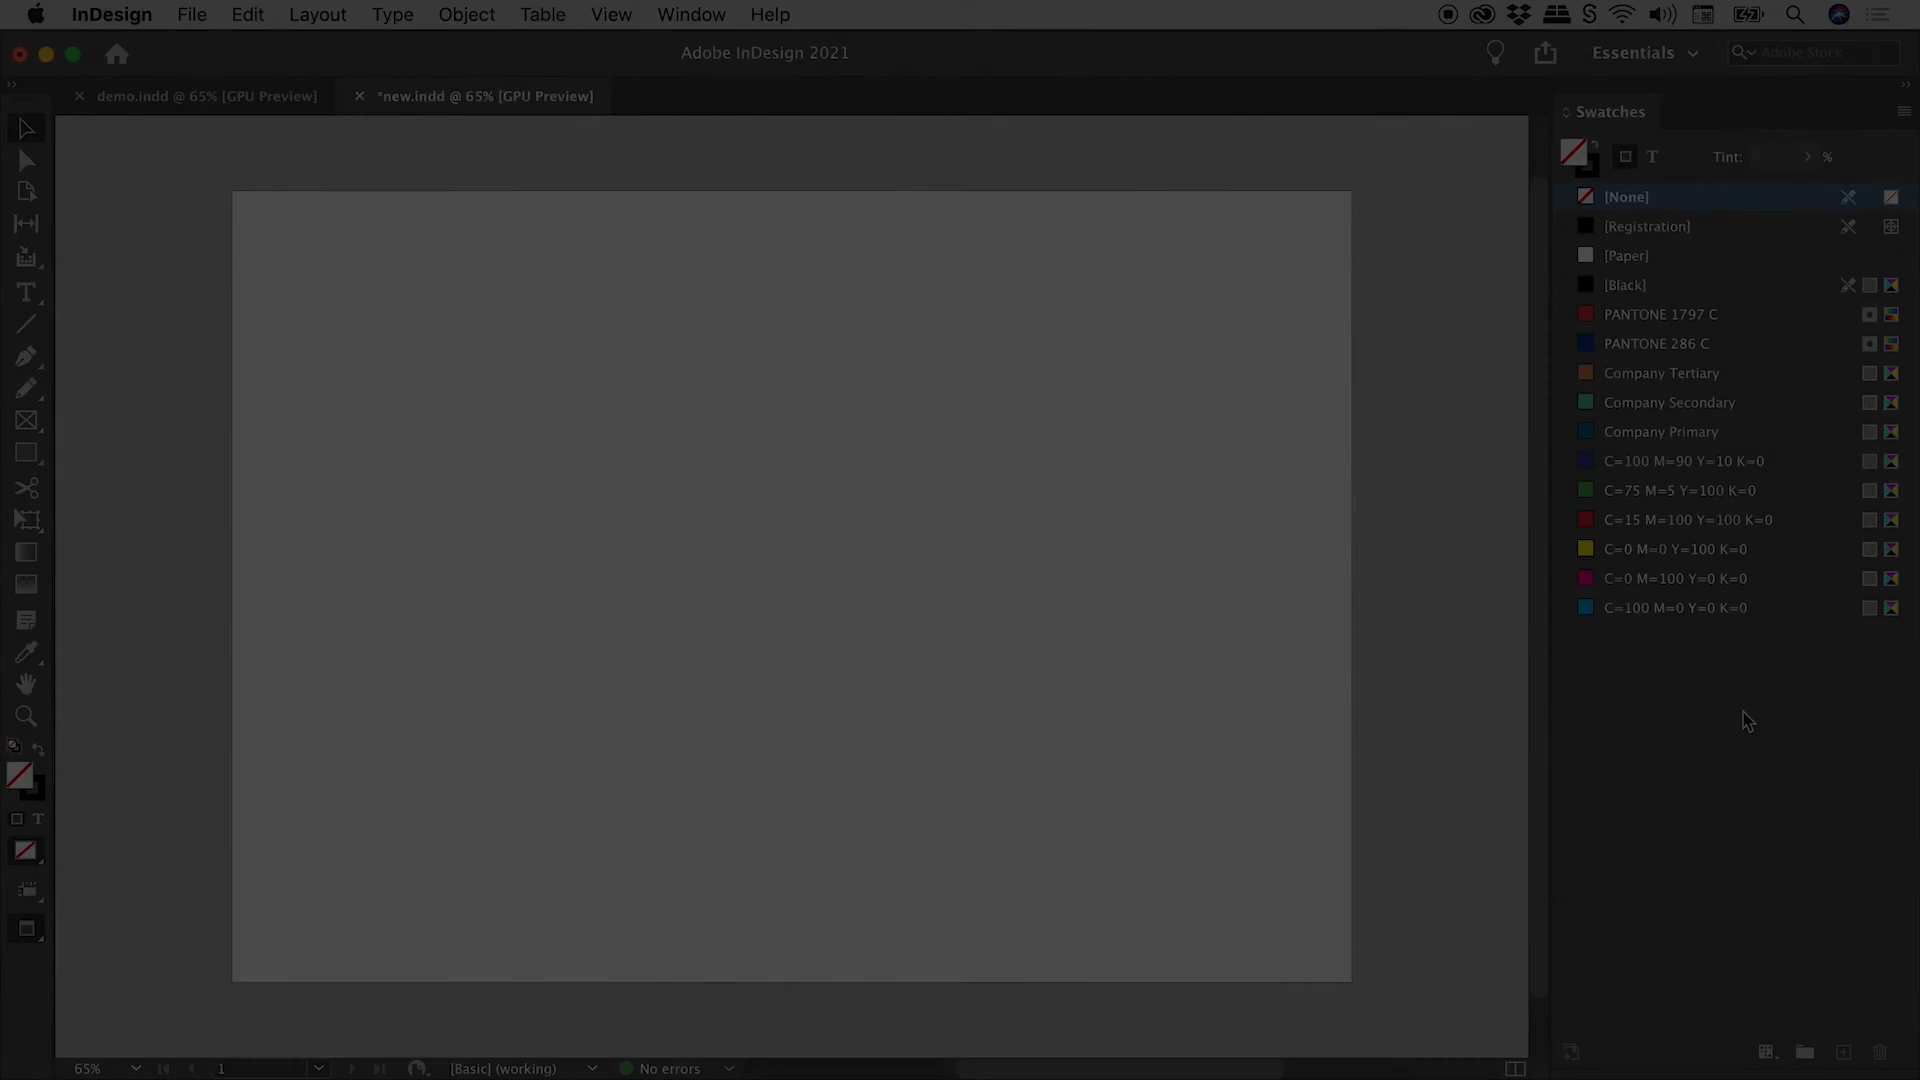 InDesign File Edit Layout Type Object Table View Window Help
Adobe InDesign 2021
Essentials
Adobe Stock
demo.indd @ 65% [GPU Preview]
*new.indd @ 65% [GPU Preview]
Swatches
T
Tint:
%
[None]
[Registration]
[Paper]
[Black]
PANTONE 1797 C
PANTONE 286 C
Company Tertiary
Company Secondary
Company Primary
C=100 M=90 Y=10 K=0
C=75 M=5 Y=100 K=0
C=15 M=100 Y=100 K=0
C=0 M=0 Y=100 K=0
C=0 M=100 Y=0 K=0
C=100 M=0 Y=0 K=0
T
65%
1
[Basic] (working)
No errors